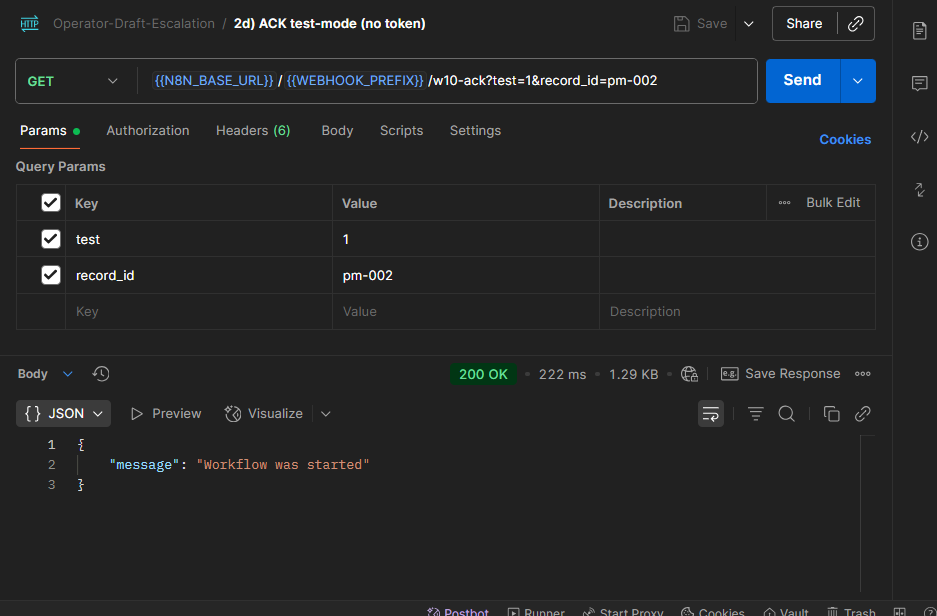 HTTP Operator-Draft-Escalation / 2d) ACK test-mode (no token) Save Share
GET {{N8N_BASE_URL}} / {{WEBHOOK_PREFIX}} /w10-ack?test=1&record_id=pm-002 Send
Params Authorization Headers (6) Body Scripts Settings Cookies
Query Params
Key Value Description ••• Bulk Edit
test 1
record_id pm-002
Key Value Description
Body 200 OK • 222 ms • 1.29 KB • e.g. Save Response •••
{} JSON Preview Visualize
1 {
2 "message": "Workflow was started"
3 }
Postbot Runner Start Proxy Cookies Vault Trash